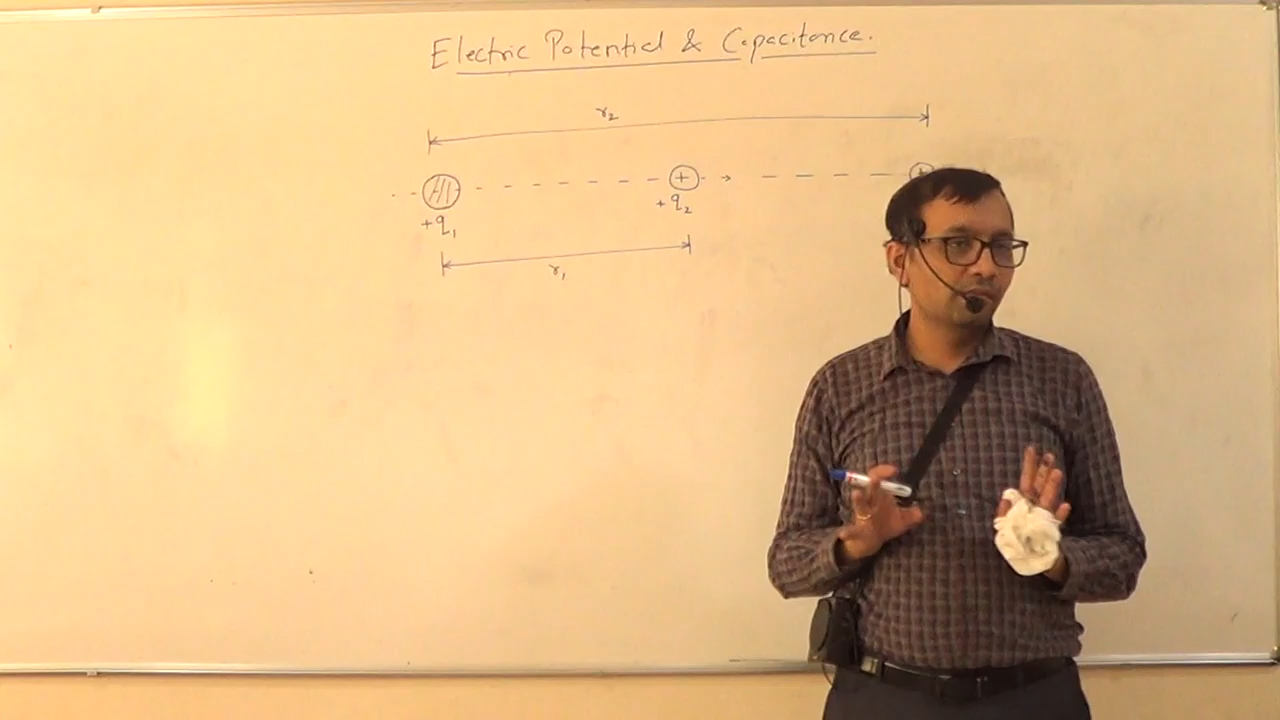 Electric Potential & Capacitance.
r₂
+
+
+q₁
+q₂
r₁